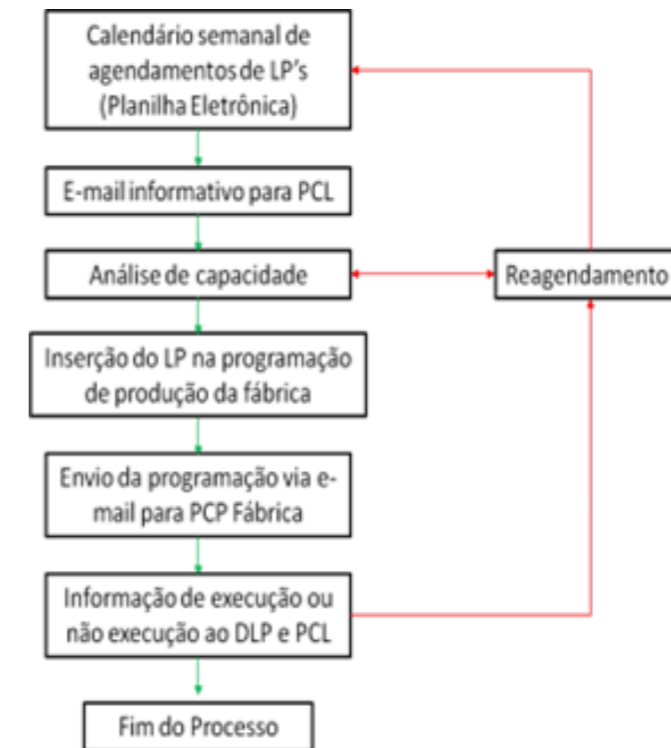 Calendário semanal de
agendamentos de LP's
(Planilha Eletrônica)
E-mail informativo para PCL
Análise de capacidade
Reagendamento
Inserção do LP na programação
de produção da fábrica
Envio da programação via e-
mail para PCP Fábrica
Informação de execução ou
não execução ao DLP e PCL
Fim do Processo